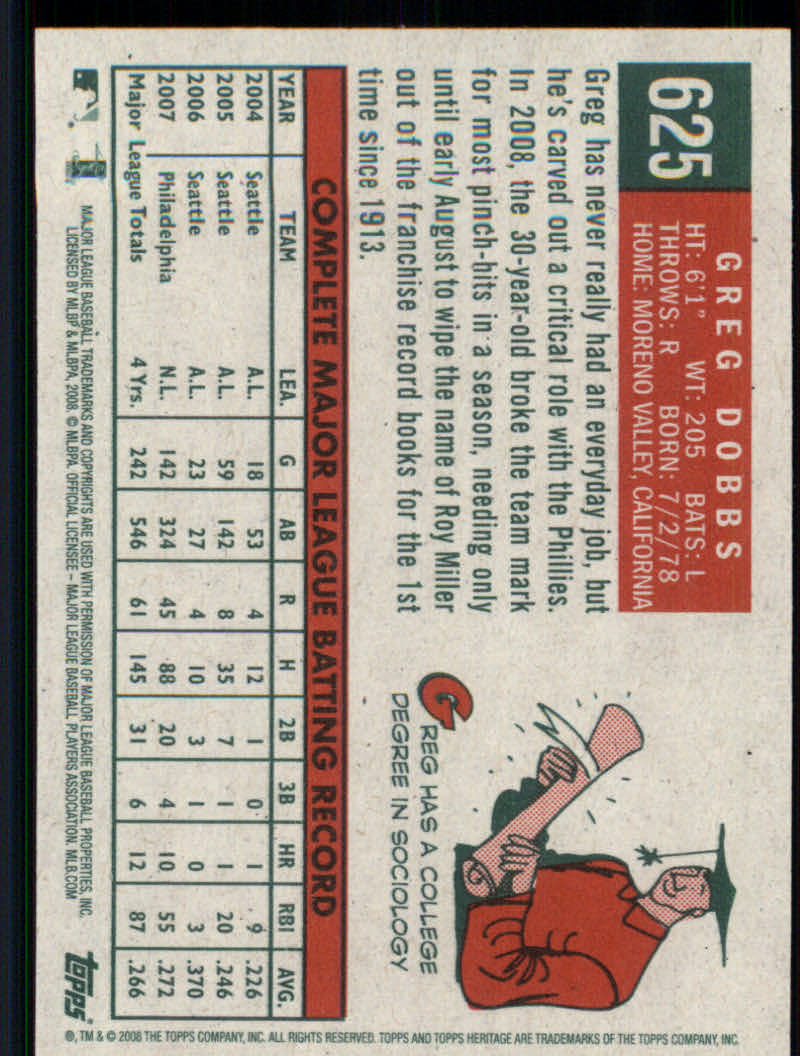 625
GREG DOBBS
HT: 6'1" WT: 205 BATS: L
THROWS: R BORN: 7/2/78
HOME: MORENO VALLEY, CALIFORNIA
Greg has never really had an everyday job, but
he's carved out a critical role with the Phillies.
In 2008, the 30-year-old broke the team mark
for most pinch-hits in a season, needing only
until early August to wipe the name of Roy Miller
out of the franchise record books for the 1st
time since 1913.
GREG HAS A COLLEGE
DEGREE IN SOCIOLOGY
COMPLETE MAJOR LEAGUE BATTING RECORD
YEAR TEAM LEA. G AB R H 2B 3B HR RBI AVG.
2004 Seattle A.L. 18 53 4 12 1 0 1 9 .226
2005 Seattle A.L. 59 142 8 35 7 1 1 20 .246
2006 Seattle A.L. 23 27 4 10 3 1 0 3 .370
2007 Philadelphia N.L. 142 324 45 88 20 4 10 55 .272
Major League Totals 4 Yrs. 242 546 61 145 31 6 12 87 .266
MAJOR LEAGUE BASEBALL TRADEMARKS AND COPYRIGHTS ARE USED WITH PERMISSION OF MAJOR LEAGUE BASEBALL PROPERTIES, INC.
LICENSED BY MLBP & MLBPA, 2008. © MLBPA. OFFICIAL LICENSEE – MAJOR LEAGUE BASEBALL PLAYERS ASSOCIATION. MLB.COM
topps®
®, TM & © 2008 THE TOPPS COMPANY, INC. ALL RIGHTS RESERVED. TOPPS AND TOPPS HERITAGE ARE TRADEMARKS OF THE TOPPS COMPANY, INC.